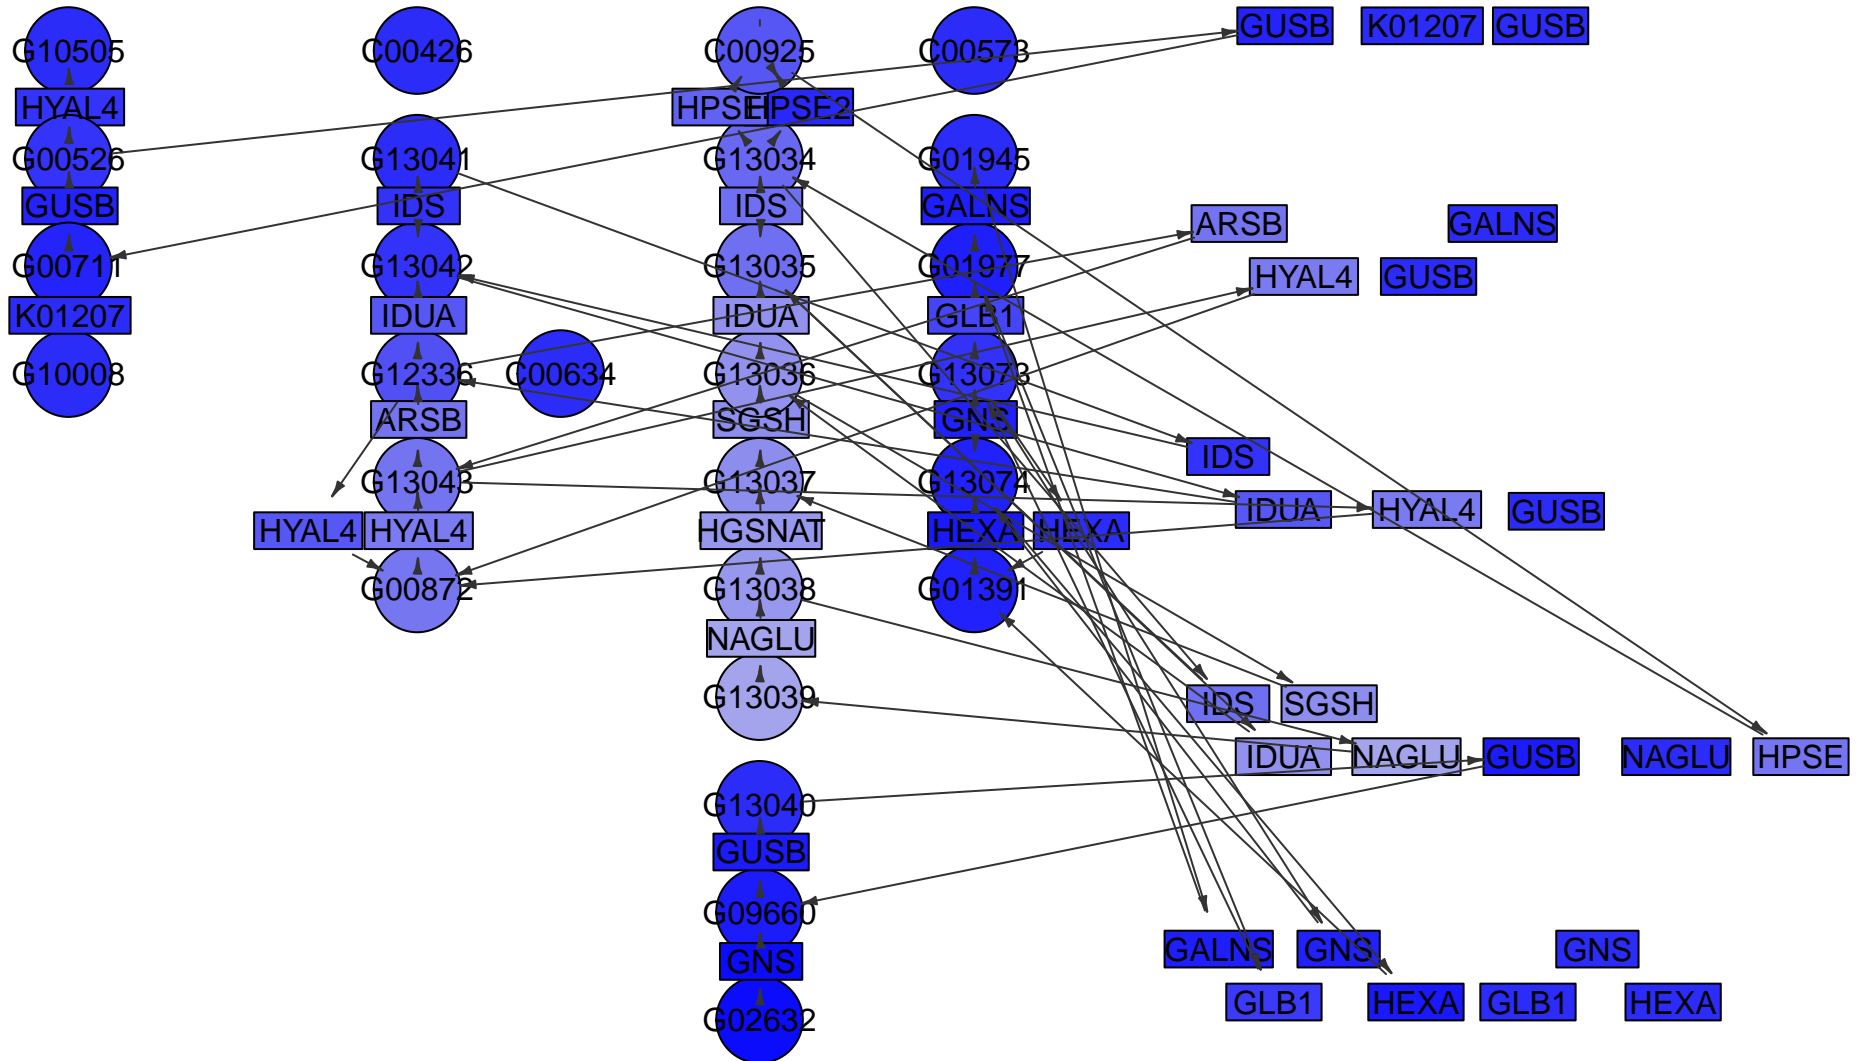 G10505
C00426
C00925
C00573
GUSB
K01207
GUSB
HYAL4
HPSE
HPSE2
G00526
G13041
G13034
G01945
GUSB
IDS
IDS
GALNS
ARSB
GALNS
G00711
G13042
G13035
G01977
HYAL4
GUSB
K01207
IDUA
IDUA
GLB1
G10008
G12336
C00634
G13036
G13073
ARSB
SGSH
GNS
IDS
G13043
G13037
G13074
IDUA
HYAL4
GUSB
HYAL4
HYAL4
HGSNAT
HEXA
HEXA
G00872
G13038
G01391
NAGLU
G13039
IDS
SGSH
IDUA
NAGLU
GUSB
NAGLU
HPSE
G13040
GUSB
G09660
GNS
GALNS
GNS
GNS
G02632
GLB1
HEXA
GLB1
HEXA